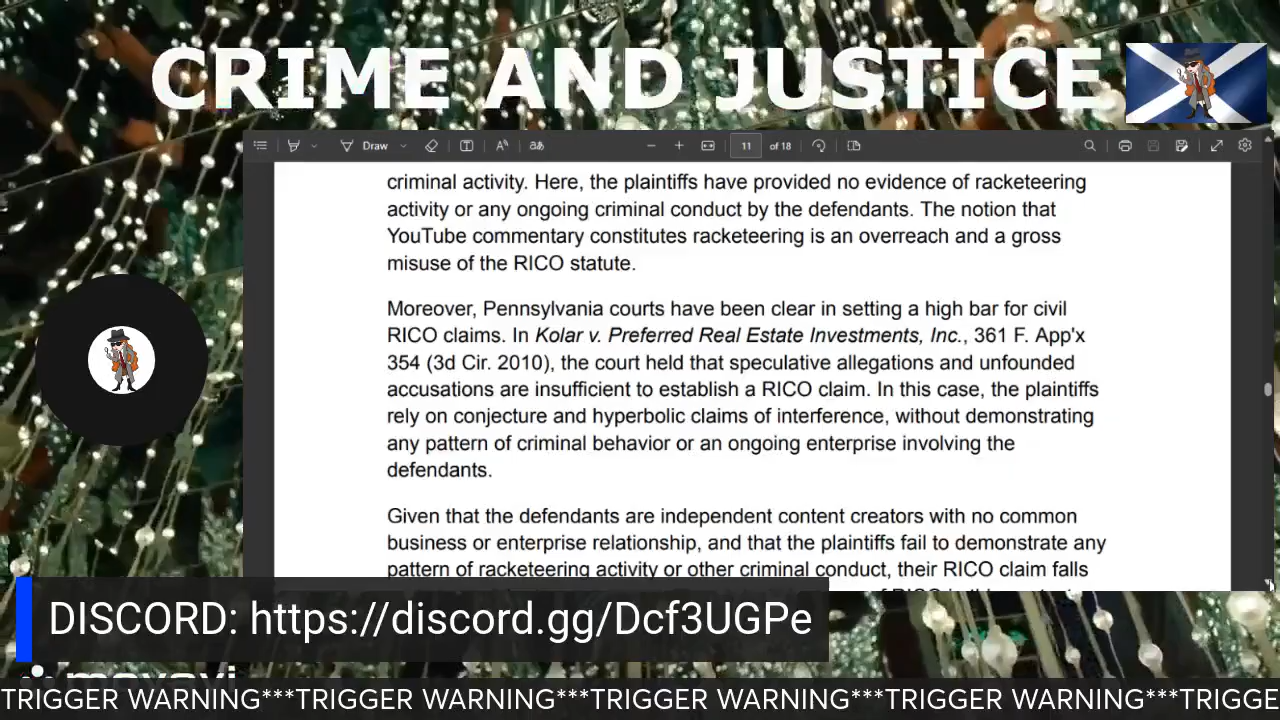 CRIME AND JUSTICE
Draw
11 of 18
criminal activity. Here, the plaintiffs have provided no evidence of racketeering
activity or any ongoing criminal conduct by the defendants. The notion that
YouTube commentary constitutes racketeering is an overreach and a gross
misuse of the RICO statute.
Moreover, Pennsylvania courts have been clear in setting a high bar for civil
RICO claims. In Kolar v. Preferred Real Estate Investments, Inc., 361 F. App'x
354 (3d Cir. 2010), the court held that speculative allegations and unfounded
accusations are insufficient to establish a RICO claim. In this case, the plaintiffs
rely on conjecture and hyperbolic claims of interference, without demonstrating
any pattern of criminal behavior or an ongoing enterprise involving the
defendants.
Given that the defendants are independent content creators with no common
business or enterprise relationship, and that the plaintiffs fail to demonstrate any
pattern of racketeering activity or other criminal conduct, their RICO claim falls
DISCORD: https://discord.gg/Dcf3UGPe
TRIGGER WARNING***TRIGGER WARNING***TRIGGER WARNING***TRIGGER WARNING***TRIGGE